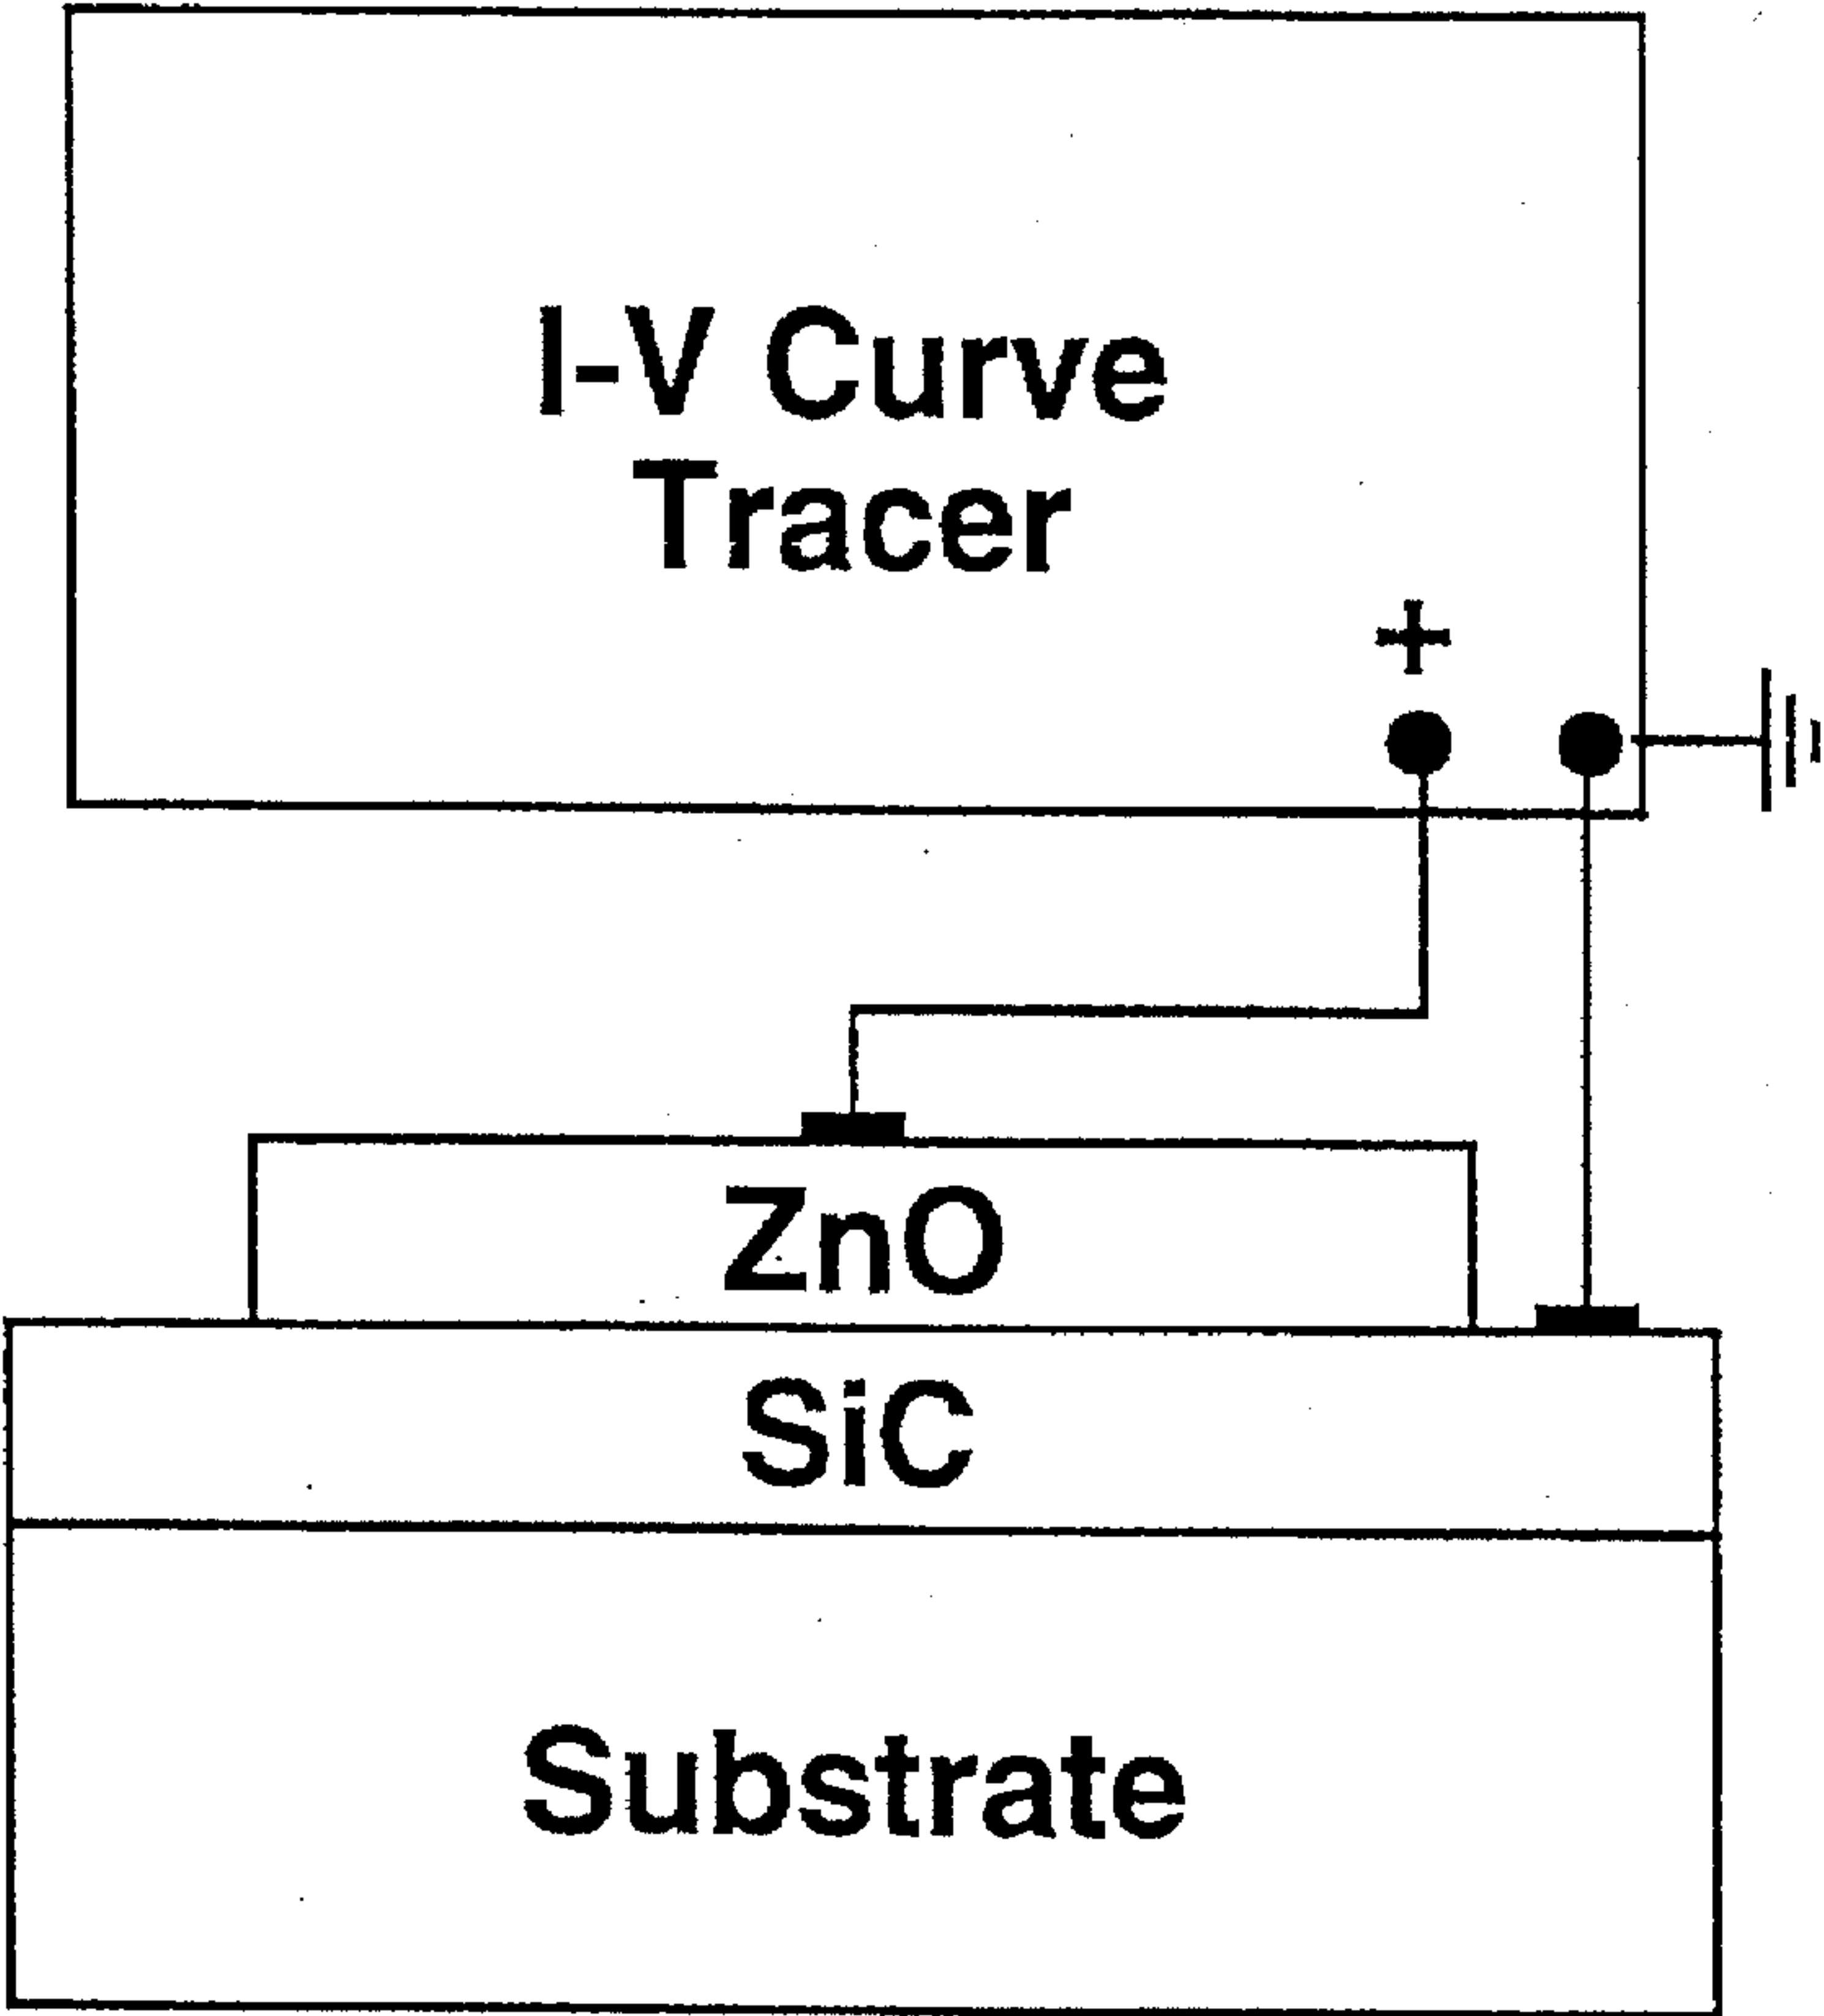 I-V Curve
Tracer
+
ZnO
SiC
Substrate